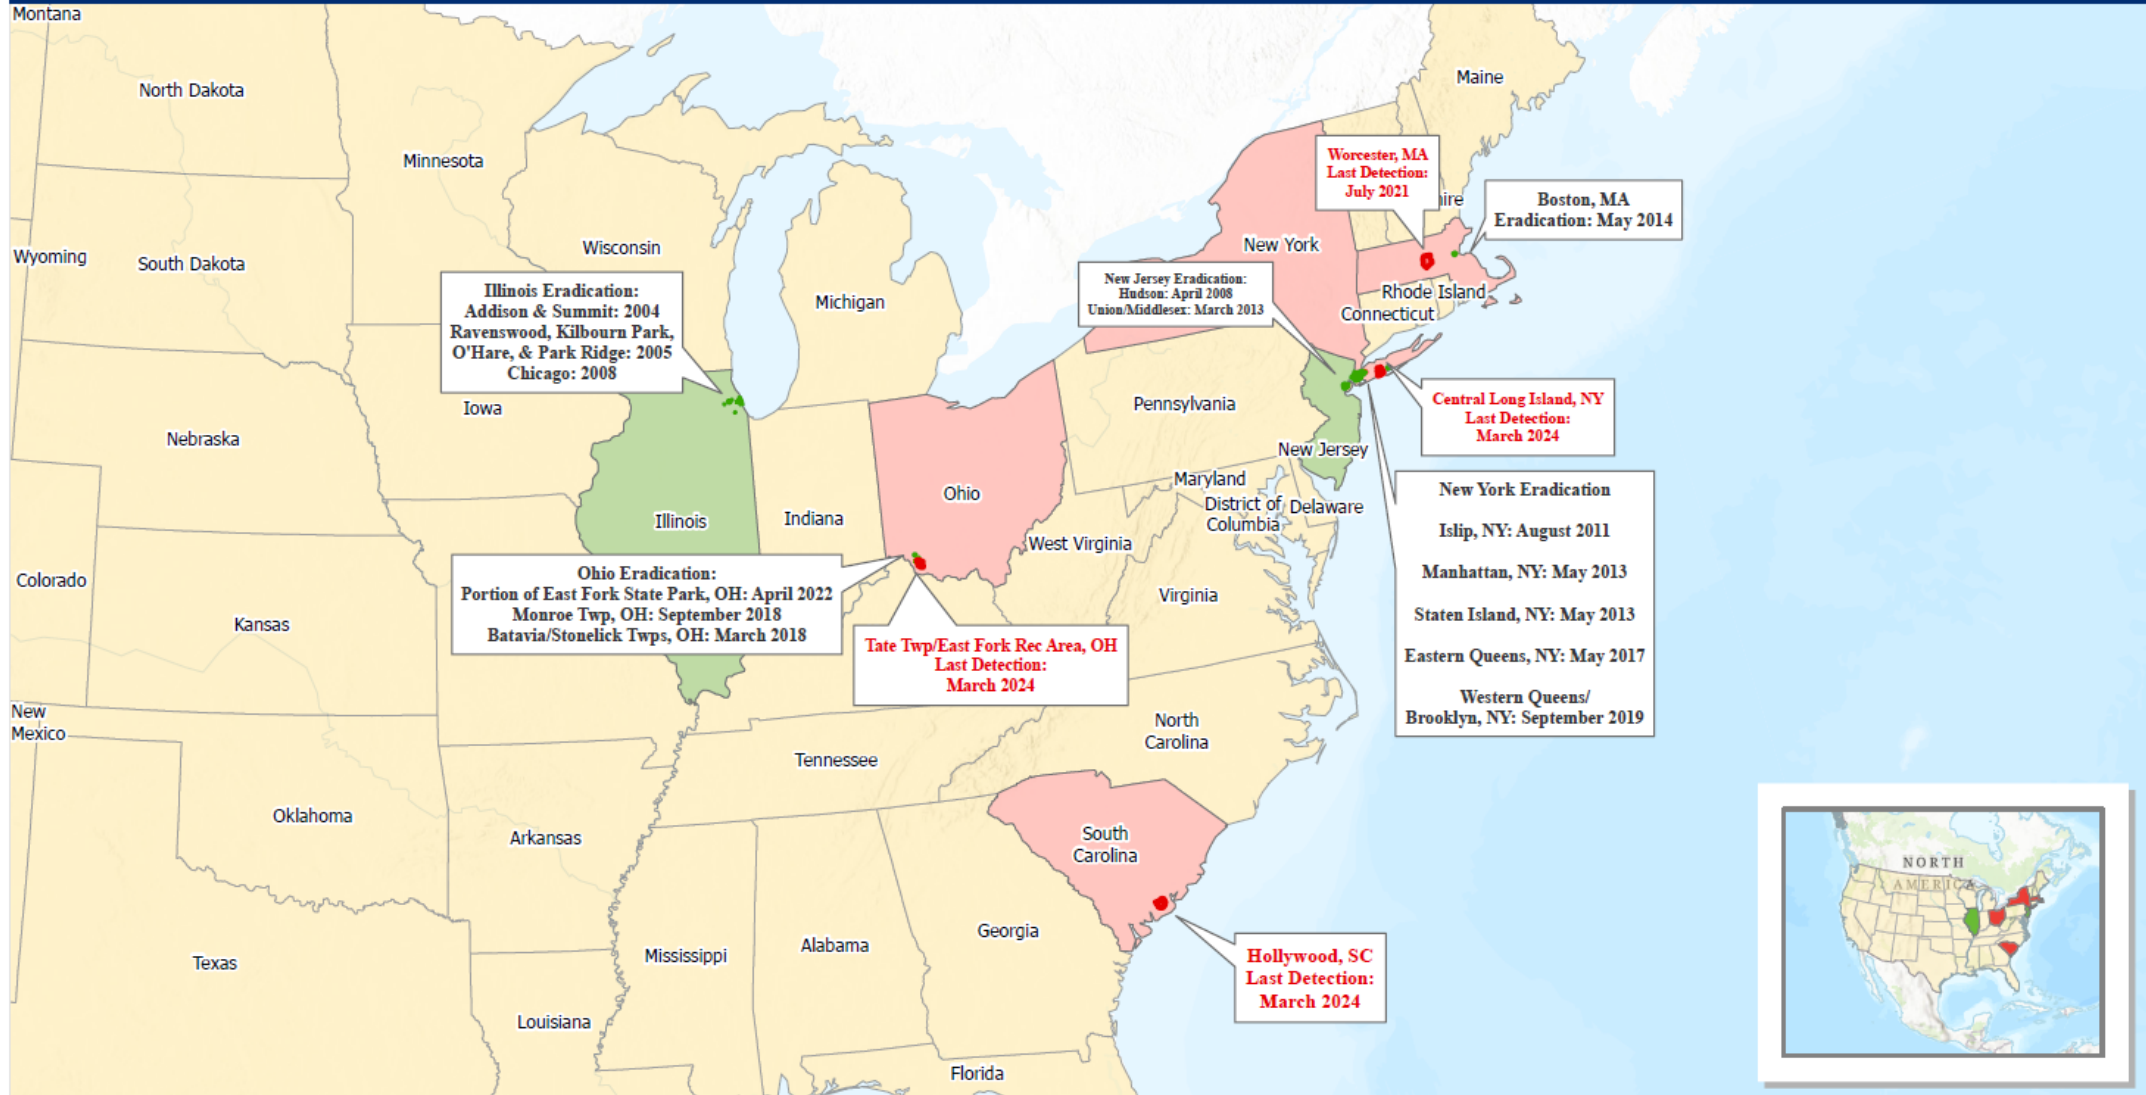 Montana
North Dakota
Minnesota
Maine
Wyoming
South Dakota
Wisconsin
Michigan
New York
Worcester, MA
Last Detection:
July 2021
hire
Boston, MA
Eradication: May 2014
Illinois Eradication:
Addison & Summit: 2004
Ravenswood, Kilbourn Park,
O'Hare, & Park Ridge: 2005
Chicago: 2008
New Jersey Eradication:
Hudson: April 2008
Union/Middlesex: March 2013
Rhode Island
Connecticut
Iowa
Nebraska
Pennsylvania
Central Long Island, NY
Last Detection:
March 2024
New Jersey
Maryland
District of
Columbia
Delaware
Ohio
Illinois
Indiana
West Virginia
New York Eradication
Islip, NY: August 2011
Manhattan, NY: May 2013
Staten Island, NY: May 2013
Eastern Queens, NY: May 2017
Western Queens/
Brooklyn, NY: September 2019
Colorado
Kansas
Ohio Eradication:
Portion of East Fork State Park, OH: April 2022
Monroe Twp, OH: September 2018
Batavia/Stonelick Twps, OH: March 2018
Virginia
Tate Twp/East Fork Rec Area, OH
Last Detection:
March 2024
New
Mexico
North
Carolina
Tennessee
Oklahoma
Arkansas
South
Carolina
Texas
Mississippi
Alabama
Georgia
Hollywood, SC
Last Detection:
March 2024
Louisiana
Florida
NORTH
AMERICA